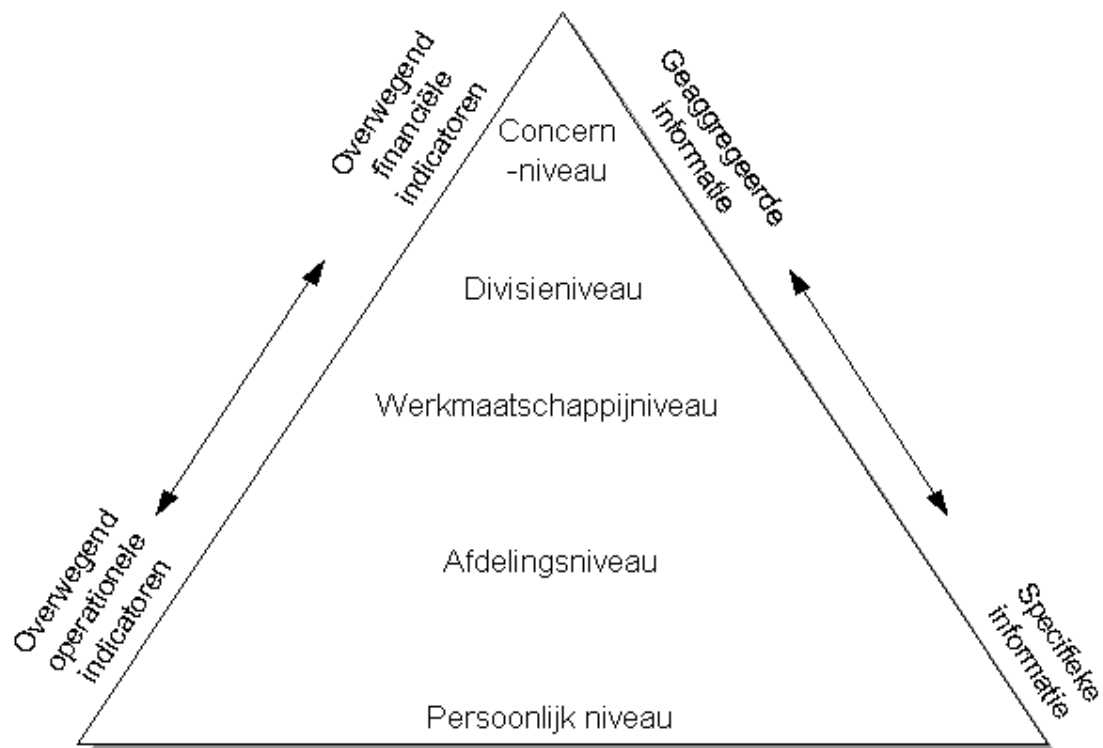 Overwegend
financiële
indicatoren
Geaggregeerde
informatie
Concern
-niveau
Divisieniveau
Werkmaatschappijniveau
Overwegend
operationele
indicatoren
Afdelingsniveau
Specifieke
informatie
Persoonlijk niveau